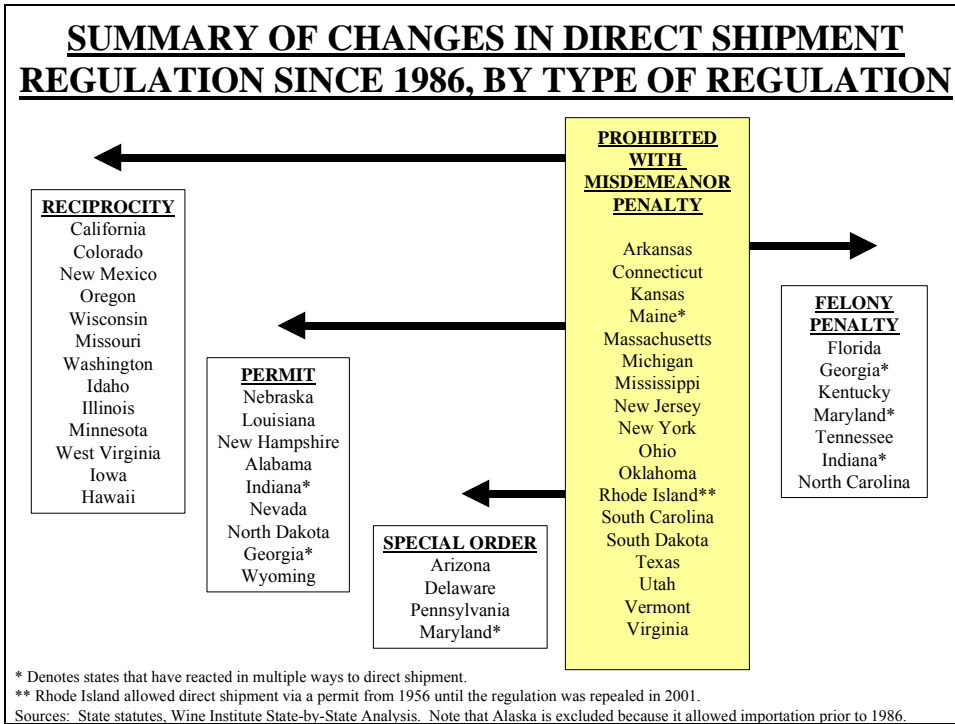 SUMMARY OF CHANGES IN DIRECT SHIPMENT
REGULATION SINCE 1986, BY TYPE OF REGULATION
RECIPROCITY
California
Colorado
New Mexico
Oregon
Wisconsin
Missouri
Washington
Idaho
Illinois
Minnesota
West Virginia
Iowa
Hawaii
PERMIT
Nebraska
Louisiana
New Hampshire
Alabama
Indiana*
Nevada
North Dakota
Georgia*
Wyoming
SPECIAL ORDER
Arizona
Delaware
Pennsylvania
Maryland*
PROHIBITED
WITH
MISDEMEANOR
PENALTY
Arkansas
Connecticut
Kansas
Maine*
Massachusetts
Michigan
Mississippi
New Jersey
New York
Ohio
Oklahoma
Rhode Island**
South Carolina
South Dakota
Texas
Utah
Vermont
Virginia
FELONY
PENALTY
Florida
Georgia*
Kentucky
Maryland*
Tennessee
Indiana*
North Carolina
* Denotes states that have reacted in multiple ways to direct shipment.
** Rhode Island allowed direct shipment via a permit from 1956 until the regulation was repealed in 2001.
Sources: State statutes, Wine Institute State-by-State Analysis. Note that Alaska is excluded because it allowed importation prior to 1986.